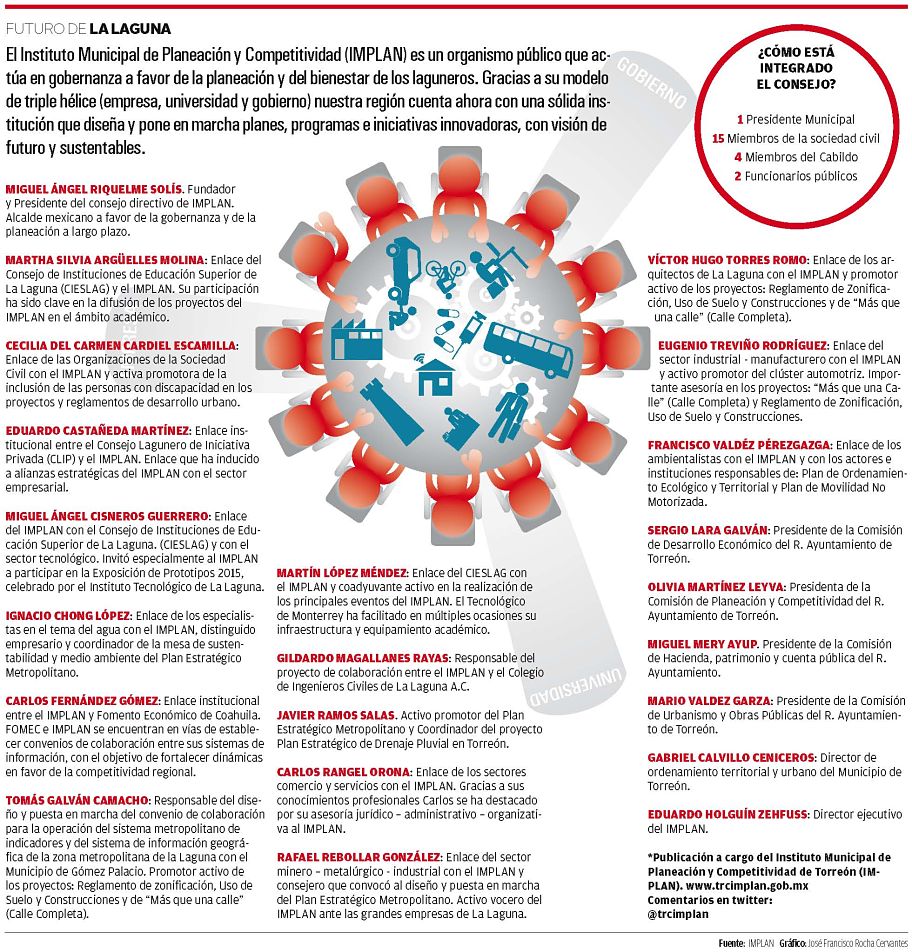 FUTURO DE LA LAGUNA
El Instituto Municipal de Planeación y Competitividad (IMPLAN) es un organismo público que ac-
túa en gobernanza a favor de la planeación y del bienestar de los laguneros. Gracias a su modelo
de triple hélice (empresa, universidad y gobierno) nuestra región cuenta ahora con una sólida ins-
titución que diseña y pone en marcha planes, programas e iniciativas innovadoras, con visión de
futuro y sustentables.
GOBIERNO
¿CÓMO ESTÁ
INTEGRADO
EL CONSEJO?
1 Presidente Municipal
15 Miembros de la sociedad civil
4 Miembros del Cabildo
2 Funcionarios públicos
MIGUEL ÁNGEL RIQUELME SOLÍS. Fundador
y Presidente del consejo directivo de IMPLAN.
Alcalde mexicano a favor de la gobernanza y de la
planeación a largo plazo.
MARTHA SILVIA ARGÜELLES MOLINA: Enlace del
Consejo de Instituciones de Educación Superior de
La Laguna (CIESLAG) y el IMPLAN. Su participación
ha sido clave en la difusión de los proyectos del
IMPLAN en el ámbito académico.
CECILIA DEL CARMEN CARDIEL ESCAMILLA:
Enlace de las Organizaciones de la Sociedad
Civil con el IMPLAN y activa promotora de la
inclusión de las personas con discapacidad en los
proyectos y reglamentos de desarrollo urbano.
EDUARDO CASTAÑEDA MARTÍNEZ: Enlace ins-
titucional entre el Consejo Lagunero de Iniciativa
Privada (CLIP) y el IMPLAN. Enlace que ha inducido
a alianzas estratégicas del IMPLAN con el sector
empresarial.
MIGUEL ÁNGEL CISNEROS GUERRERO: Enlace
del IMPLAN con el Consejo de Instituciones de Edu-
cación Superior de La Laguna. (CIESLAG) y con el
sector tecnológico. Invitó especialmente al IMPLAN
a participar en la Exposición de Prototipos 2015,
celebrado por el Instituto Tecnológico de La Laguna.
IGNACIO CHONG LÓPEZ: Enlace de los especialis-
tas en el tema del agua con el IMPLAN, distinguido
empresario y coordinador de la mesa de susten-
tabilidad y medio ambiente del Plan Estratégico
Metropolitano.
CARLOS FERNÁNDEZ GÓMEZ: Enlace institucional
entre el IMPLAN y Fomento Económico de Coahuila.
FOMEC e IMPLAN se encuentran en vías de estable-
cer convenios de colaboración entre sus sistemas de
información, con el objetivo de fortalecer dinámicas
en favor de la competitividad regional.
TOMÁS GALVÁN CAMACHO: Responsable del dise-
ño y puesta en marcha del convenio de colaboración
para la operación del sistema metropolitano de
indicadores y del sistema de información geográ-
fica de la zona metropolitana de la Laguna con el
Municipio de Gómez Palacio. Promotor activo de
los proyectos: Reglamento de zonificación, Uso de
Suelo y Construcciones y de “Más que una calle”
(Calle Completa).
MARTÍN LÓPEZ MÉNDEZ: Enlace del CIESLAG con
el IMPLAN y coadyuvante activo en la realización de
los principales eventos del IMPLAN. El Tecnológico
de Monterrey ha facilitado en múltiples ocasiones su
infraestructura y equipamiento académico.
GILDARDO MAGALLANES RAYAS: Responsable del
proyecto de colaboración entre el IMPLAN y el Colegio
de Ingenieros Civiles de La Laguna A.C.
UNIVERSIDAD
JAVIER RAMOS SALAS. Activo promotor del Plan
Estratégico Metropolitano y Coordinador del proyecto
Plan Estratégico de Drenaje Pluvial en Torreón.
CARLOS RANGEL ORONA: Enlace de los sectores
comercio y servicios con el IMPLAN. Gracias a sus
conocimientos profesionales Carlos se ha destacado
por su asesoría jurídico – administrativo – organizati-
va al IMPLAN.
RAFAEL REBOLLAR GONZÁLEZ: Enlace del sector
minero – metalúrgico - industrial con el IMPLAN y
consejero que convocó al diseño y puesta en marcha
del Plan Estratégico Metropolitano. Activo vocero del
IMPLAN ante las grandes empresas de La Laguna.
VÍCTOR HUGO TORRES ROMO: Enlace de los ar-
quitectos de La Laguna con el IMPLAN y promotor
activo de los proyectos: Reglamento de Zonifica-
ción, Uso de Suelo y Construcciones y de “Más que
una calle” (Calle Completa).
EUGENIO TREVIÑO RODRÍGUEZ: Enlace del
sector industrial - manufacturero con el IMPLAN
y activo promotor del clúster automotriz. Impor-
tante asesoría en los proyectos: “Más que una Ca-
lle” (Calle Completa) y Reglamento de Zonificación,
Uso de Suelo y Construcciones.
FRANCISCO VALDÉZ PÉREZGAZGA: Enlace de los
ambientalistas con el IMPLAN y con los actores e
instituciones responsables de: Plan de Ordenamien-
to Ecológico y Territorial y Plan de Movilidad No
Motorizada.
SERGIO LARA GALVÁN: Presidente de la Comisión
de Desarrollo Económico del R. Ayuntamiento de
Torreón.
OLIVIA MARTÍNEZ LEYVA: Presidenta de la
Comisión de Planeación y Competitividad del R.
Ayuntamiento de Torreón.
MIGUEL MERY AYUP. Presidente de la Comisión
de Hacienda, patrimonio y cuenta pública del R.
Ayuntamiento.
MARIO VALDEZ GARZA: Presidente de la Comisión
de Urbanismo y Obras Públicas del R. Ayuntamien-
to de Torreón.
GABRIEL CALVILLO CENICEROS: Director de
ordenamiento territorial y urbano del Municipio de
Torreón.
EDUARDO HOLGUÍN ZEHFUSS: Director ejecutivo
del IMPLAN.
*Publicación a cargo del Instituto Municipal de
Planeación y Competitividad de Torreón (IM-
PLAN). www.trcimplan.gob.mx
Comentarios en twitter:
@trcimplan
Fuente: IMPLAN Gráfico: José Francisco Rocha Cervantes